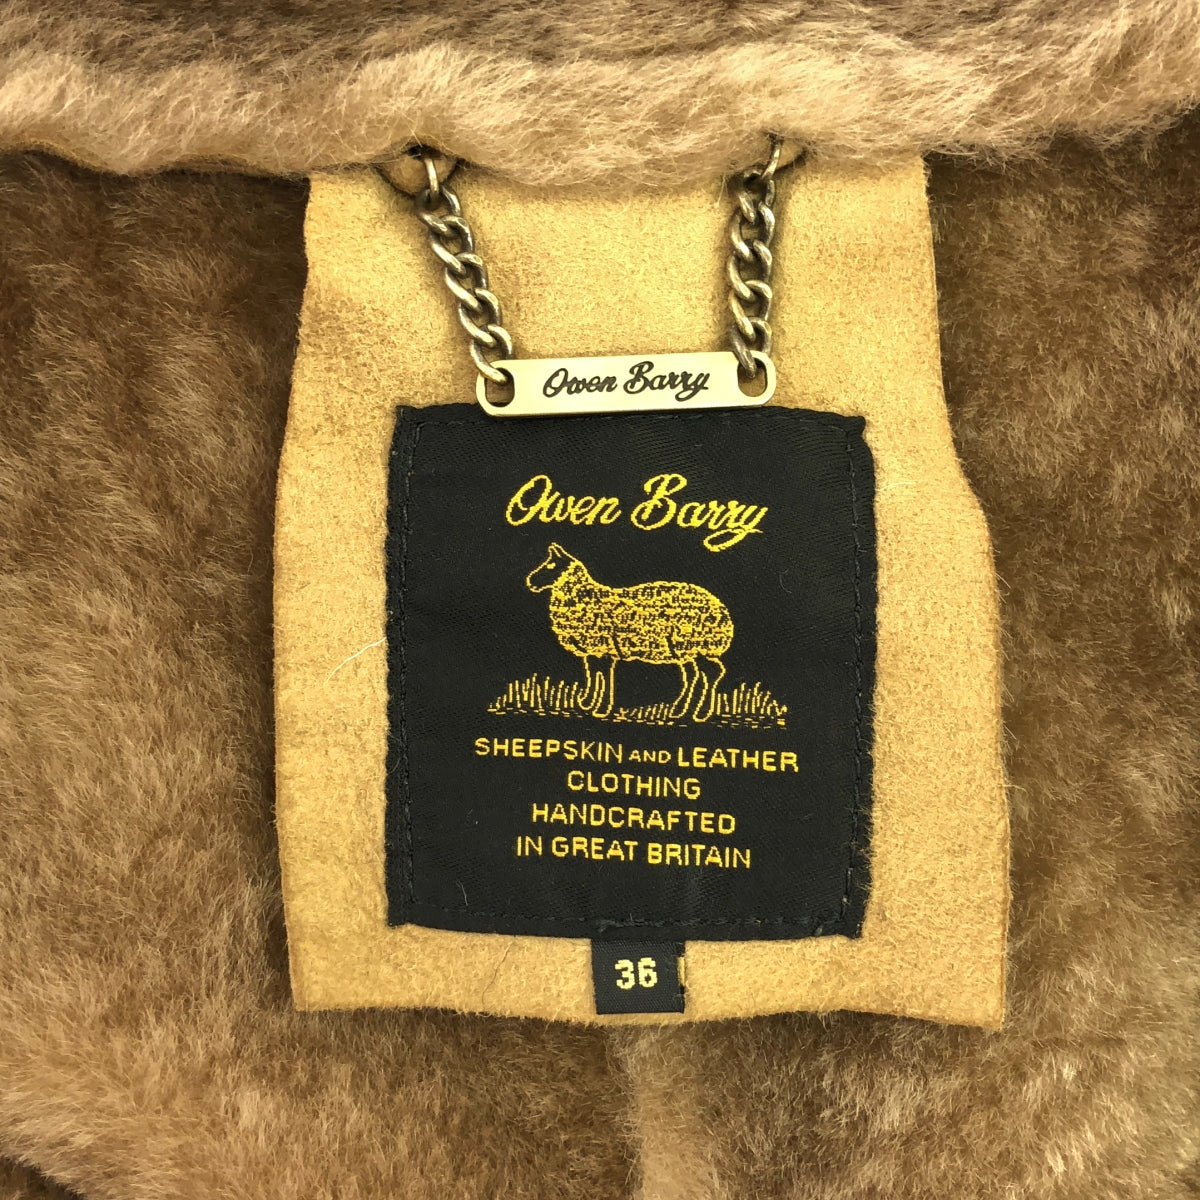 Owen Barry
Owen Barry
SHEEPSKIN AND LEATHER
CLOTHING
HANDCRAFTED
IN GREAT BRITAIN
36